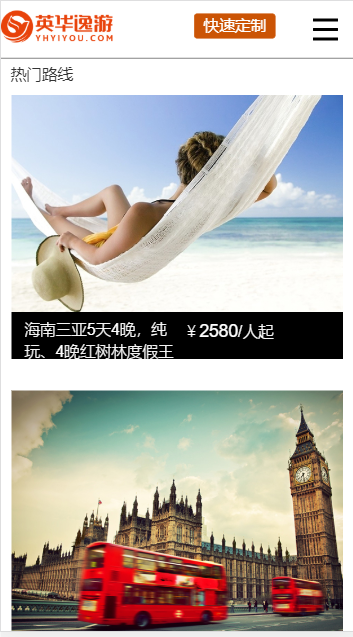 英华逸游
YHYIYOU.COM
快速定制
热门路线
海南三亚5天4晚，纯
玩、4晚红树林度假王
￥2580/人起